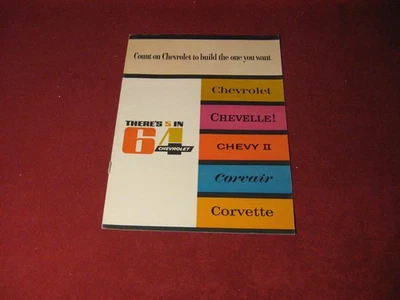 Count on Chevrolet to build the one you want
Chevrolet
CHEVELLE!
THERE'S 5 IN
64
CHEVROLET
CHEVY II
Corvair
Corvette